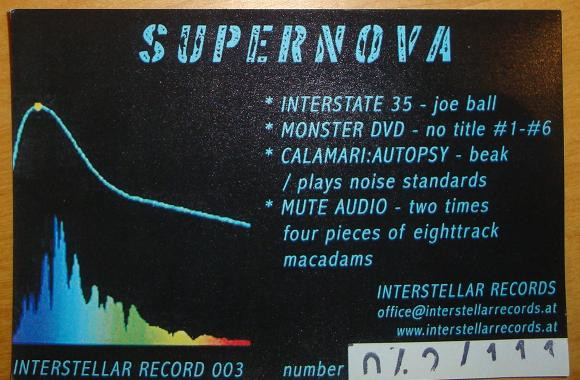 SUPERNOVA
* INTERSTATE 35 - joe ball
* MONSTER DVD - no title #1-#6
* CALAMARI:AUTOPSY - beak
/ plays noise standards
* MUTE AUDIO - two times
four pieces of eighttrack
macadams
INTERSTELLAR RECORDS
office@interstellarrecords.at
www.interstellarrecords.at
INTERSTELLAR RECORD 003
number /111